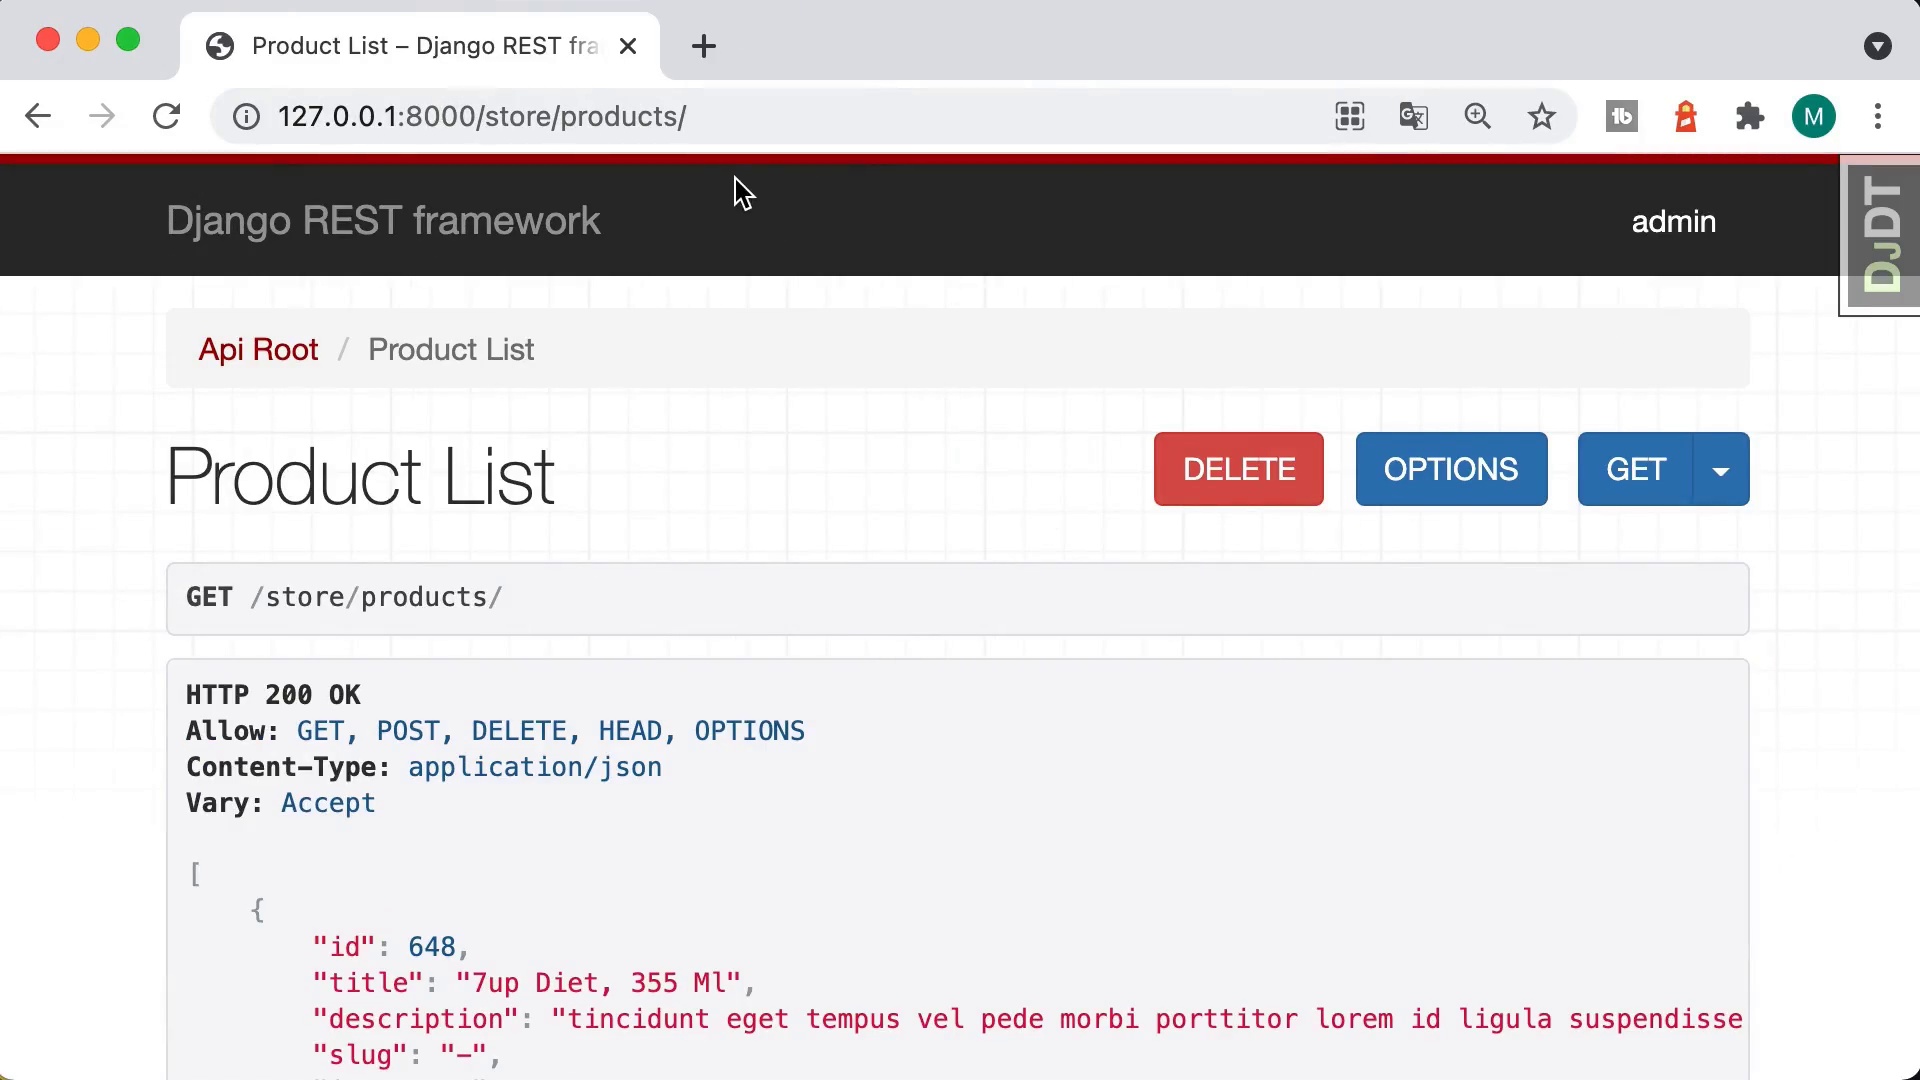 Product List – Django REST fra
127.0.0.1:8000/store/products/
M
Django REST framework
admin
DJDT
Api Root / Product List
Product List
DELETE
OPTIONS
GET
GET /store/products/
HTTP 200 OK
Allow: GET, POST, DELETE, HEAD, OPTIONS
Content-Type: application/json
Vary: Accept
[
{
"id": 648,
"title": "7up Diet, 355 Ml",
"description": "tincidunt eget tempus vel pede morbi porttitor lorem id ligula suspendisse
"slug": "-",